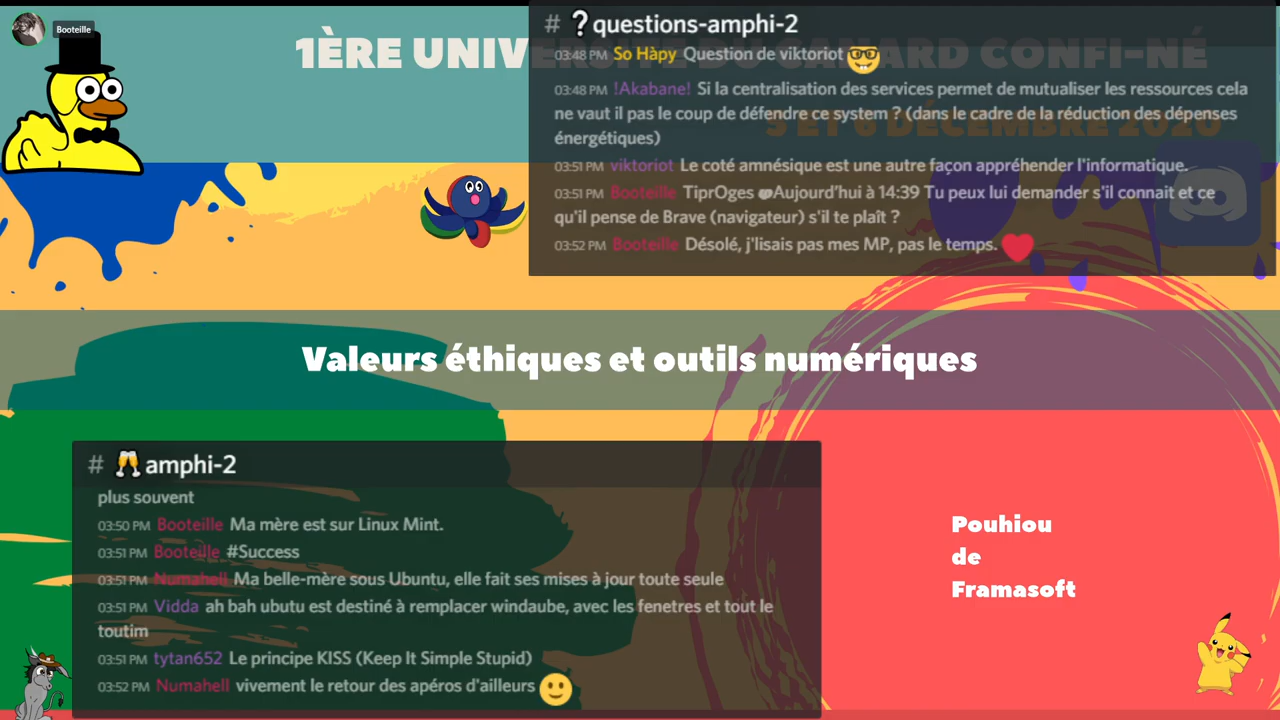 Booteille
1ÈRE UNIV
ARD CONFI-NÉ
5 ET 6 DÉCEMBRE 2020
# ? questions-amphi-2
03:48 PM So Hàpy Question de viktoriot
03:48 PM !Akabane! Si la centralisation des services permet de mutualiser les ressources cela
ne vaut il pas le coup de défendre ce system ? (dans le cadre de la réduction des dépenses
énergétiques)
03:51 PM viktoriot Le coté amnésique est une autre façon appréhender l'informatique.
03:51 PM Booteille TiprOges Aujourd'hui à 14:39 Tu peux lui demander s'il connait et ce
qu'il pense de Brave (navigateur) s'il te plaît ?
03:52 PM Booteille Désolé, j'lisais pas mes MP, pas le temps.
Valeurs éthiques et outils numériques
# amphi-2
plus souvent
03:50 PM Booteille Ma mère est sur Linux Mint.
03:51 PM Booteille #Success
03:51 PM Numahell Ma belle-mère sous Ubuntu, elle fait ses mises à jour toute seule
03:51 PM Vidda ah bah ubutu est destiné à remplacer windaube, avec les fenetres et tout le
toutim
03:51 PM tytan652 Le principe KISS (Keep It Simple Stupid)
03:52 PM Numahell vivement le retour des apéros d'ailleurs
Pouhiou
de
Framasoft